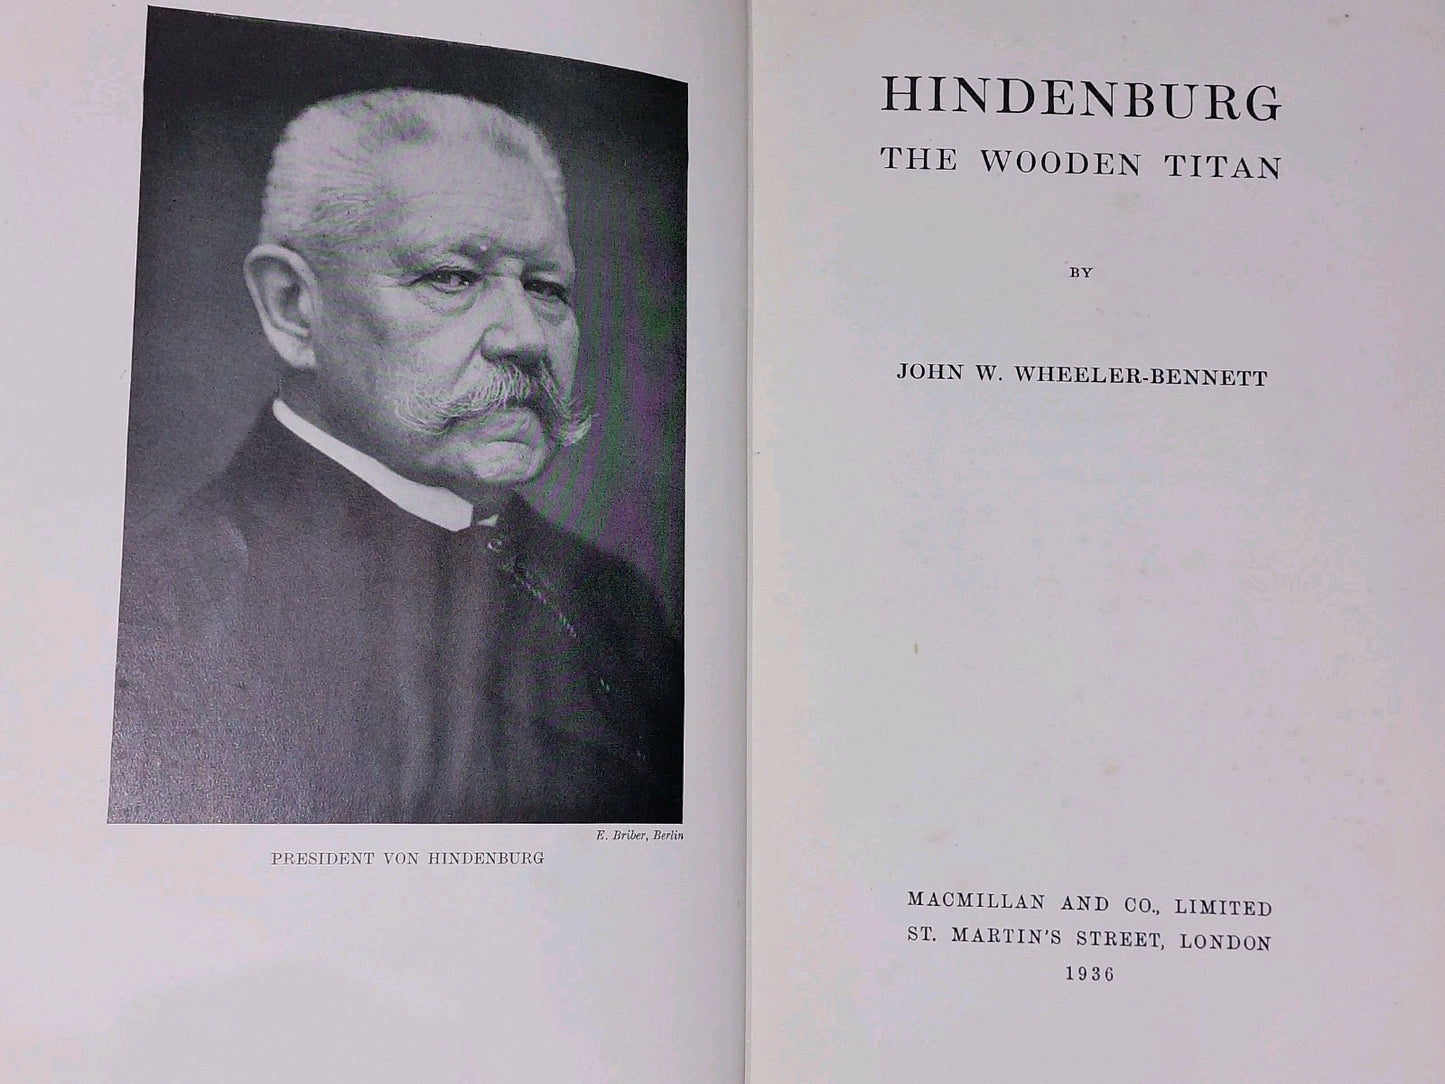 E. Briber, Berlin
PRESIDENT VON HINDENBURG
HINDENBURG
THE WOODEN TITAN
BY
JOHN W. WHEELER-BENNETT
MACMILLAN AND CO., LIMITED
ST. MARTIN'S STREET, LONDON
1936